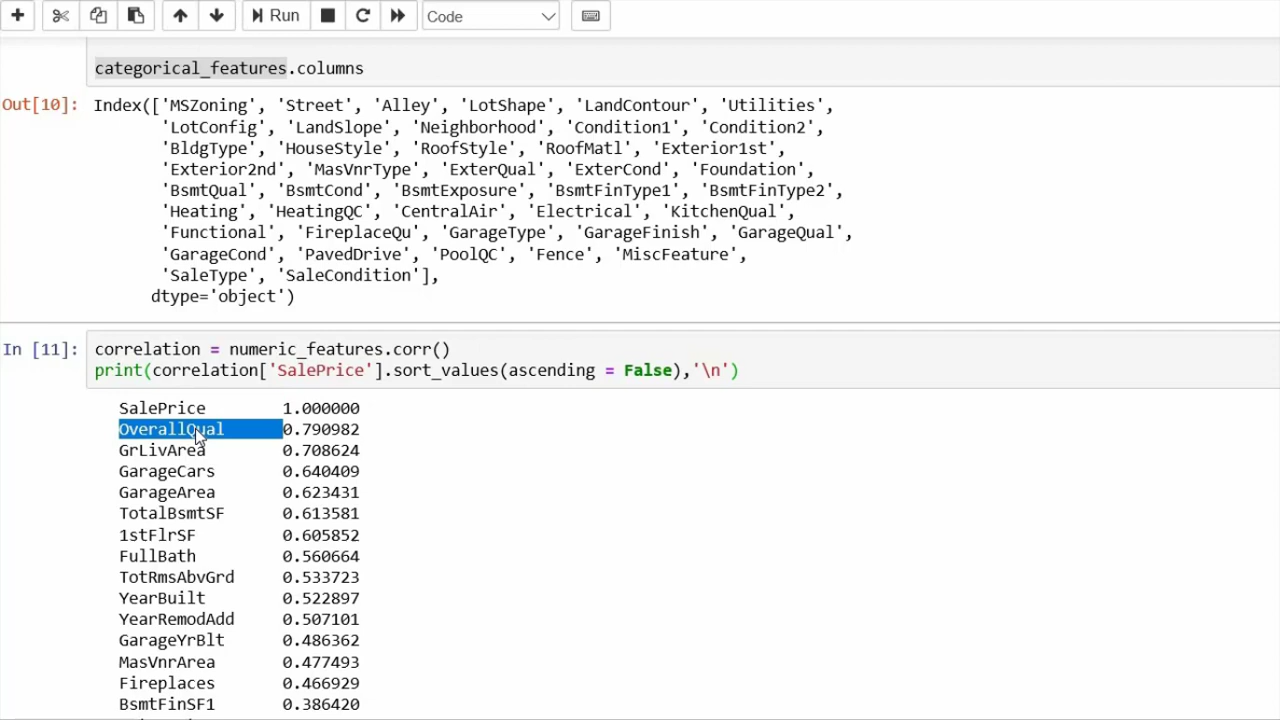 Run
Code
categorical_features.columns
Out[10]:
Index(['MSZoning', 'Street', 'Alley', 'LotShape', 'LandContour', 'Utilities',
'LotConfig', 'LandSlope', 'Neighborhood', 'Condition1', 'Condition2',
'BldgType', 'HouseStyle', 'RoofStyle', 'RoofMatl', 'Exterior1st',
'Exterior2nd', 'MasVnrType', 'ExterQual', 'ExterCond', 'Foundation',
'BsmtQual', 'BsmtCond', 'BsmtExposure', 'BsmtFinType1', 'BsmtFinType2',
'Heating', 'HeatingQC', 'CentralAir', 'Electrical', 'KitchenQual',
'Functional', 'FireplaceQu', 'GarageType', 'GarageFinish', 'GarageQual',
'GarageCond', 'PavedDrive', 'PoolQC', 'Fence', 'MiscFeature',
'SaleType', 'SaleCondition'],
dtype='object')
In [11]:
correlation = numeric_features.corr()
print(correlation['SalePrice'].sort_values(ascending = False),'\n')
SalePrice 1.000000
OverallQual 0.790982
GrLivArea 0.708624
GarageCars 0.640409
GarageArea 0.623431
TotalBsmtSF 0.613581
1stFlrSF 0.605852
FullBath 0.560664
TotRmsAbvGrd 0.533723
YearBuilt 0.522897
YearRemodAdd 0.507101
GarageYrBlt 0.486362
MasVnrArea 0.477493
Fireplaces 0.466929
BsmtFinSF1 0.386420